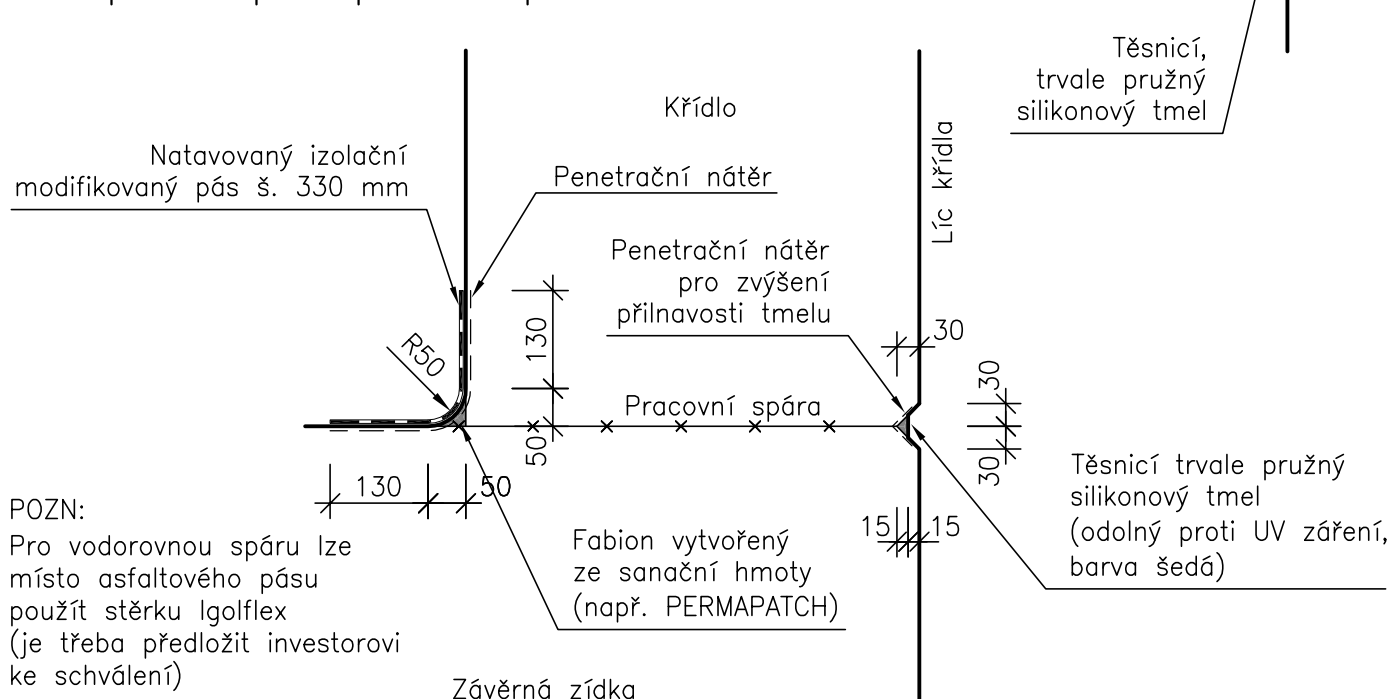 Těsnicí,
trvale pružný
silikonový tmel
Křídlo
Líc křídla
Natavovaný izolační
modifikovaný pás š. 330 mm
Penetrační nátěr
Penetrační nátěr
pro zvýšení
přilnavosti tmelu
R50
130
30
30
Pracovní spára
50
30
130
50
15
15
Těsnicí trvale pružný
silikonový tmel
(odolný proti UV záření,
barva šedá)
POZN:
Pro vodorovnou spáru lze
místo asfaltového pásu
použít stěrku Igolflex
(je třeba předložit investorovi
ke schválení)
Fabion vytvořený
ze sanační hmoty
(např. PERMAPATCH)
Závěrná zídka